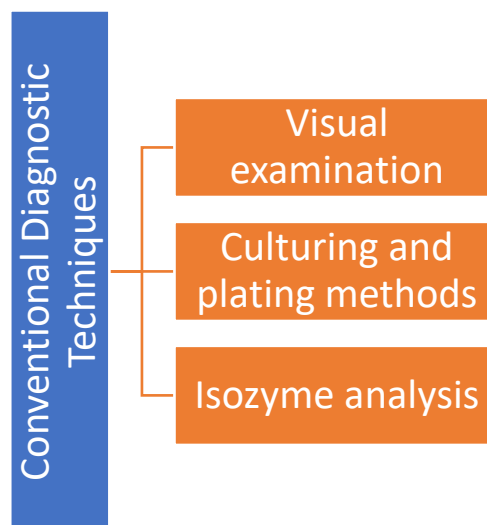 Conventional Diagnostic
Techniques
Visual
examination
Culturing and
plating methods
Isozyme analysis